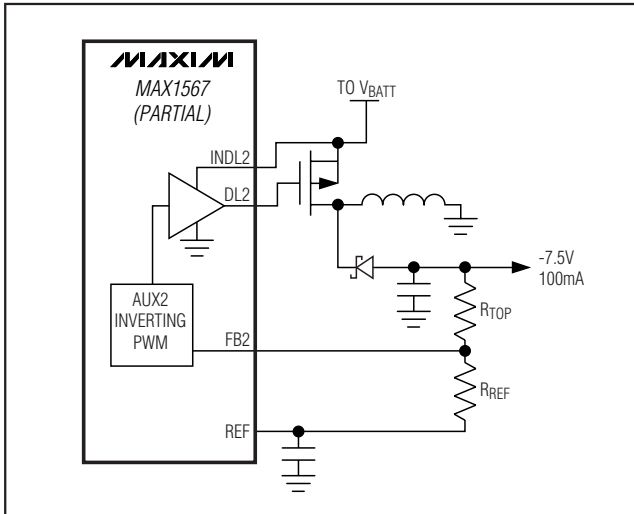 MAXIM
MAX1567
(PARTIAL)
TO VBATT
INDL2
DL2
-7.5V
100mA
AUX2
INVERTING
PWM
RTOP
FB2
RREF
REF